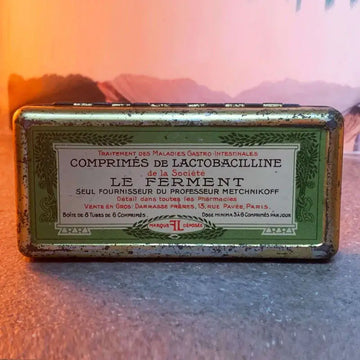 TRAITEMENT DES MALADIES GASTRO-INTESTINALES
COMPRIMÉS DE LACTOBACILLINE
de la Société
LE FERMENT
SEUL FOURNISSEUR DU PROFESSEUR METCHNIKOFF
Détail dans toutes les Pharmacies
VENTE EN GROS: DARRASSE FRÈRES, 13, RUE PAVÉE, PARIS.
BOÎTE DE 6 TUBES DE 6 COMPRIMÉS. DOSE MINIMA 3 À 6 COMPRIMÉS PAR JOUR
MARQUE FL DÉPOSÉE